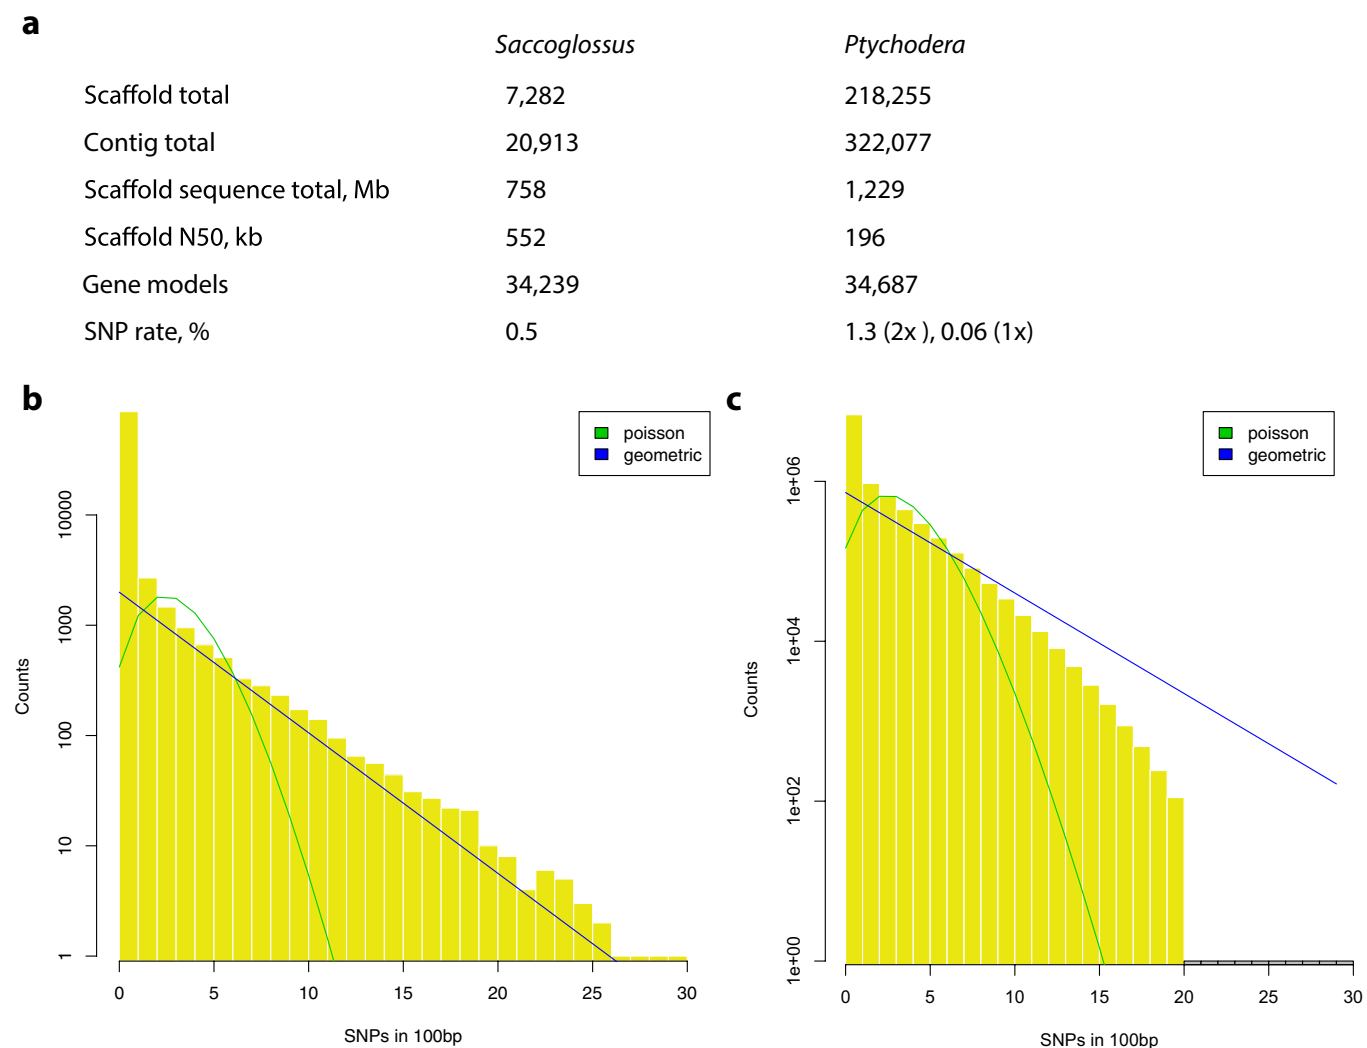 a
Saccoglossus Ptychodera
Scaffold total 7,282 218,255
Contig total 20,913 322,077
Scaffold sequence total, Mb 758 1,229
Scaffold N50, kb 552 196
Gene models 34,239 34,687
SNP rate, % 0.5 1.3 (2x ), 0.06 (1x)
b
poisson
geometric
Counts
10000
1000
100
10
1
0 5 10 15 20 25 30
SNPs in 100bp
c
poisson
geometric
Counts
1e+06
1e+04
1e+02
1e+00
0 5 10 15 20 25 30
SNPs in 100bp